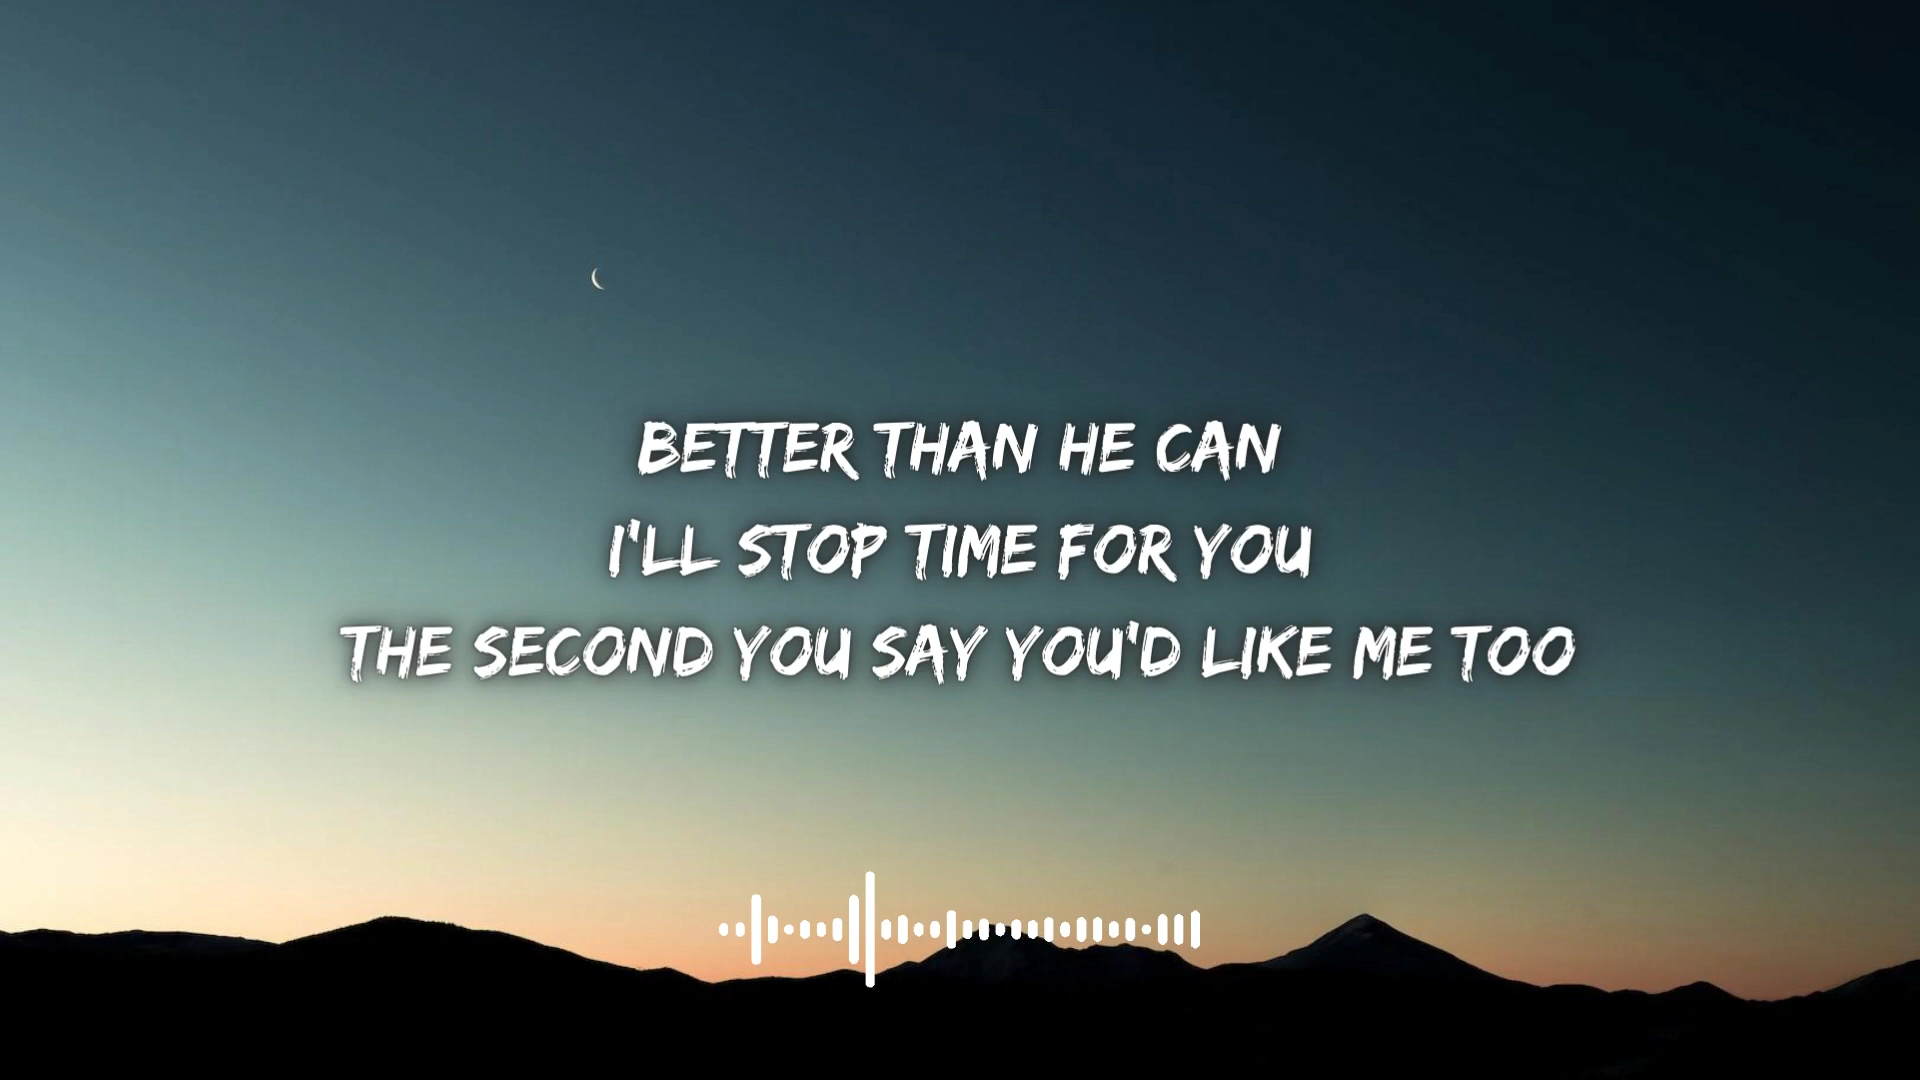 BETTER THAN HE CAN
I'LL STOP TIME FOR YOU
THE SECOND YOU SAY YOU'D LIKE ME TOO